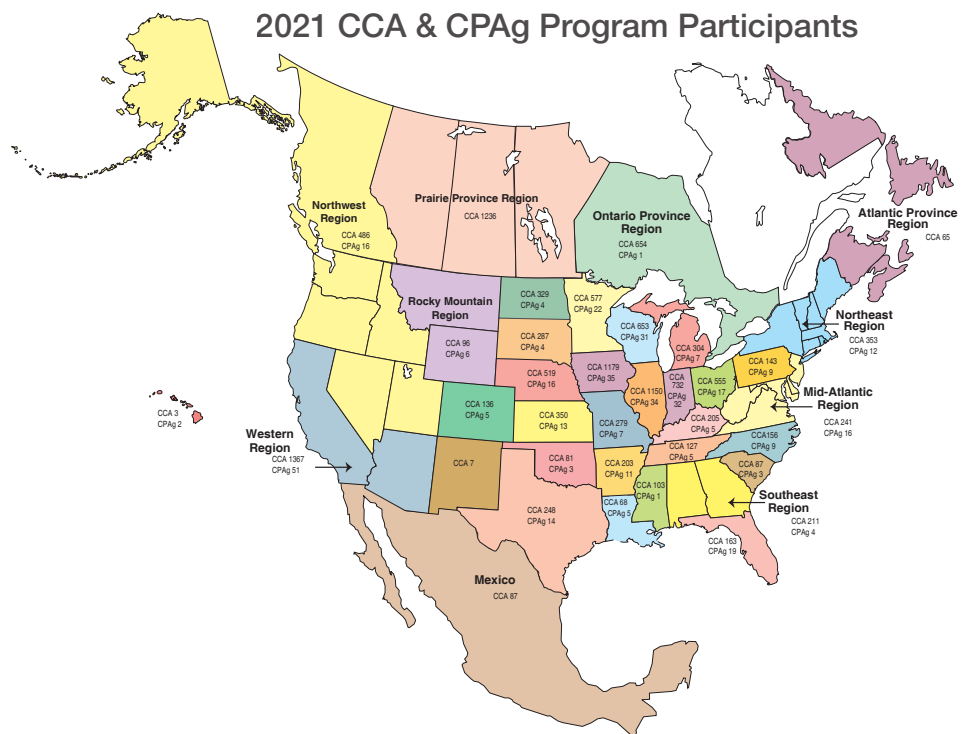 2021 CCA & CPAg Program Participants
Northwest
Region
CCA 486
CPAg 16
Prairie Province Region
CCA 1236
Ontario Province
Region
CCA 654
CPAg 1
Atlantic Province
Region
CCA 65
Rocky Mountain
Region
CCA 96
CPAg 6
CCA 329
CPAg 4
CCA 577
CPAg 22
CCA 287
CPAg 4
CCA 653
CPAg 31
CCA 304
CPAg 7
Northeast
Region
CCA 353
CPAg 12
CCA 519
CPAg 16
CCA 1179
CPAg 35
CCA 1150
CPAg 34
CCA
732
CPAg
32
CCA 555
CPAg 17
CCA 143
CPAg 9
Mid-Atlantic
Region
CCA 241
CPAg 16
CCA 136
CPAg 5
CCA 350
CPAg 13
CCA 279
CPAg 7
CCA 205
CPAg 5
CCA 3
CPAg 2
Western
Region
CCA 1367
CPAg 51
CCA 7
CCA 81
CPAg 3
CCA 203
CPAg 11
CCA 127
CPAg 5
CCA156
CPAg 9
CCA 87
CPAg 3
CCA 248
CPAg 14
CCA 68
CPAg 5
CCA 103
CPAg 1
Southeast
Region
CCA 211
CPAg 4
CCA 163
CPAg 19
Mexico
CCA 87